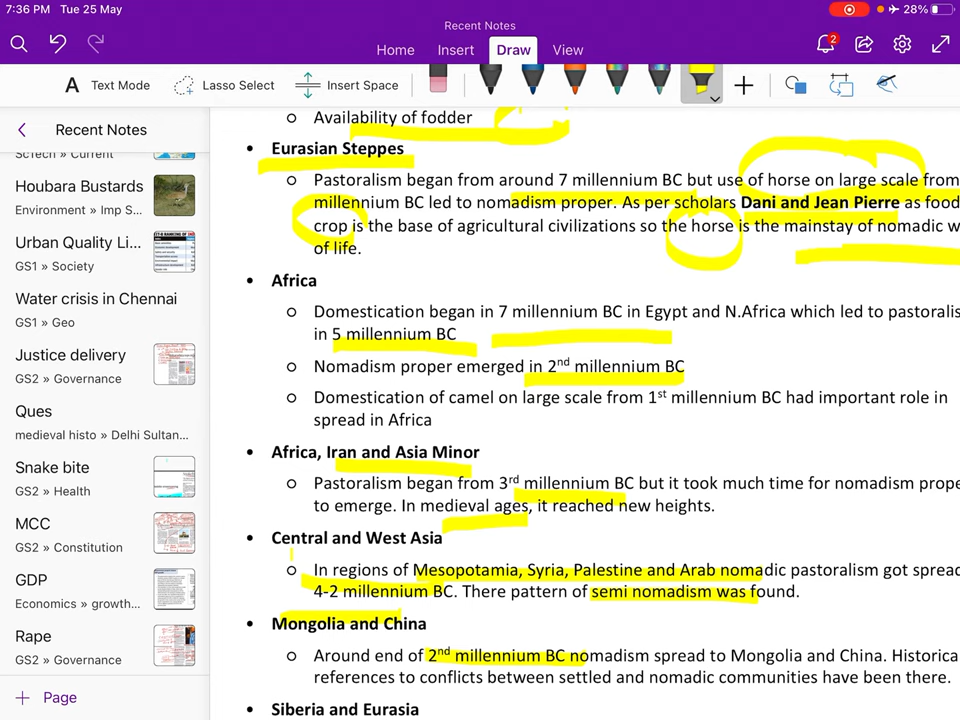 7:36 PM Tue 25 May
28%
Recent Notes
2
Home Insert Draw View
A Text Mode Lasso Select Insert Space
Recent Notes
SciTech » Current
Houbara Bustards
Environment » Imp S...
Urban Quality Li...
GS1 » Society
Water crisis in Chennai
GS1 » Geo
Justice delivery
GS2 » Governance
Ques
medieval histo » Delhi Sultan...
Snake bite
GS2 » Health
MCC
GS2 » Constitution
GDP
Economics » growth...
Rape
GS2 » Governance
+ Page
Availability of fodder
Eurasian Steppes
Pastoralism began from around 7 millennium BC but use of horse on large scale from
millennium BC led to nomadism proper. As per scholars Dani and Jean Pierre as food
crop is the base of agricultural civilizations so the horse is the mainstay of nomadic w
of life.
Africa
Domestication began in 7 millennium BC in Egypt and N.Africa which led to pastoralis
in 5 millennium BC
Nomadism proper emerged in 2nd millennium BC
Domestication of camel on large scale from 1st millennium BC had important role in
spread in Africa
Africa, Iran and Asia Minor
Pastoralism began from 3rd millennium BC but it took much time for nomadism prope
to emerge. In medieval ages, it reached new heights.
Central and West Asia
In regions of Mesopotamia, Syria, Palestine and Arab nomadic pastoralism got spread
4-2 millennium BC. There pattern of semi nomadism was found.
Mongolia and China
Around end of 2nd millennium BC nomadism spread to Mongolia and China. Historica
references to conflicts between settled and nomadic communities have been there.
Siberia and Eurasia